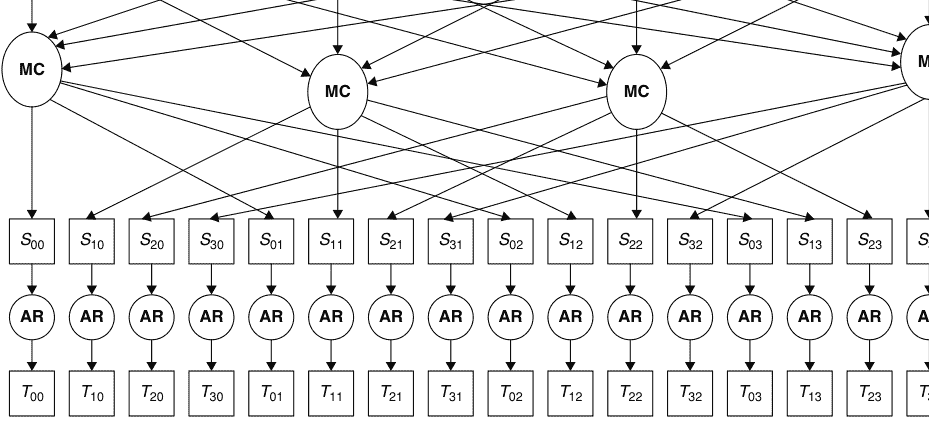 MC MC MC
S00 S10 S20 S30 S01 S11 S21 S31 S02 S12 S22 S32 S03 S13 S23
AR AR AR AR AR AR AR AR AR AR AR AR AR AR AR
T00 T10 T20 T30 T01 T11 T21 T31 T02 T12 T22 T32 T03 T13 T23